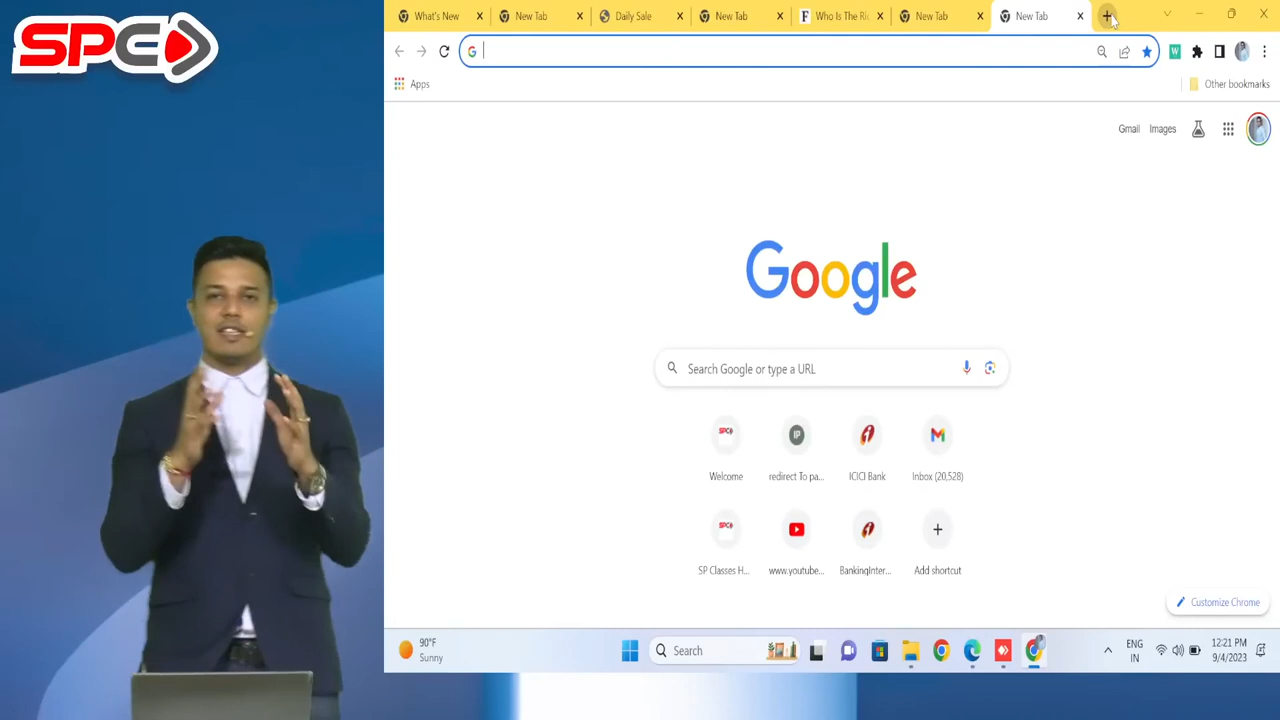 SPC
What's New
New Tab
Daily Sale
New Tab
Who Is The Ri
New Tab
New Tab
Apps
Other bookmarks
Gmail
Images
Google
Search Google or type a URL
SPC
IP
Welcome
redirect To pa...
ICICI Bank
Inbox (20,528)
SPC
SP Classes H...
www.youtube...
BankingInter...
Add shortcut
Customize Chrome
90°F
Sunny
Search
ENG
IN
12:21 PM
9/4/2023